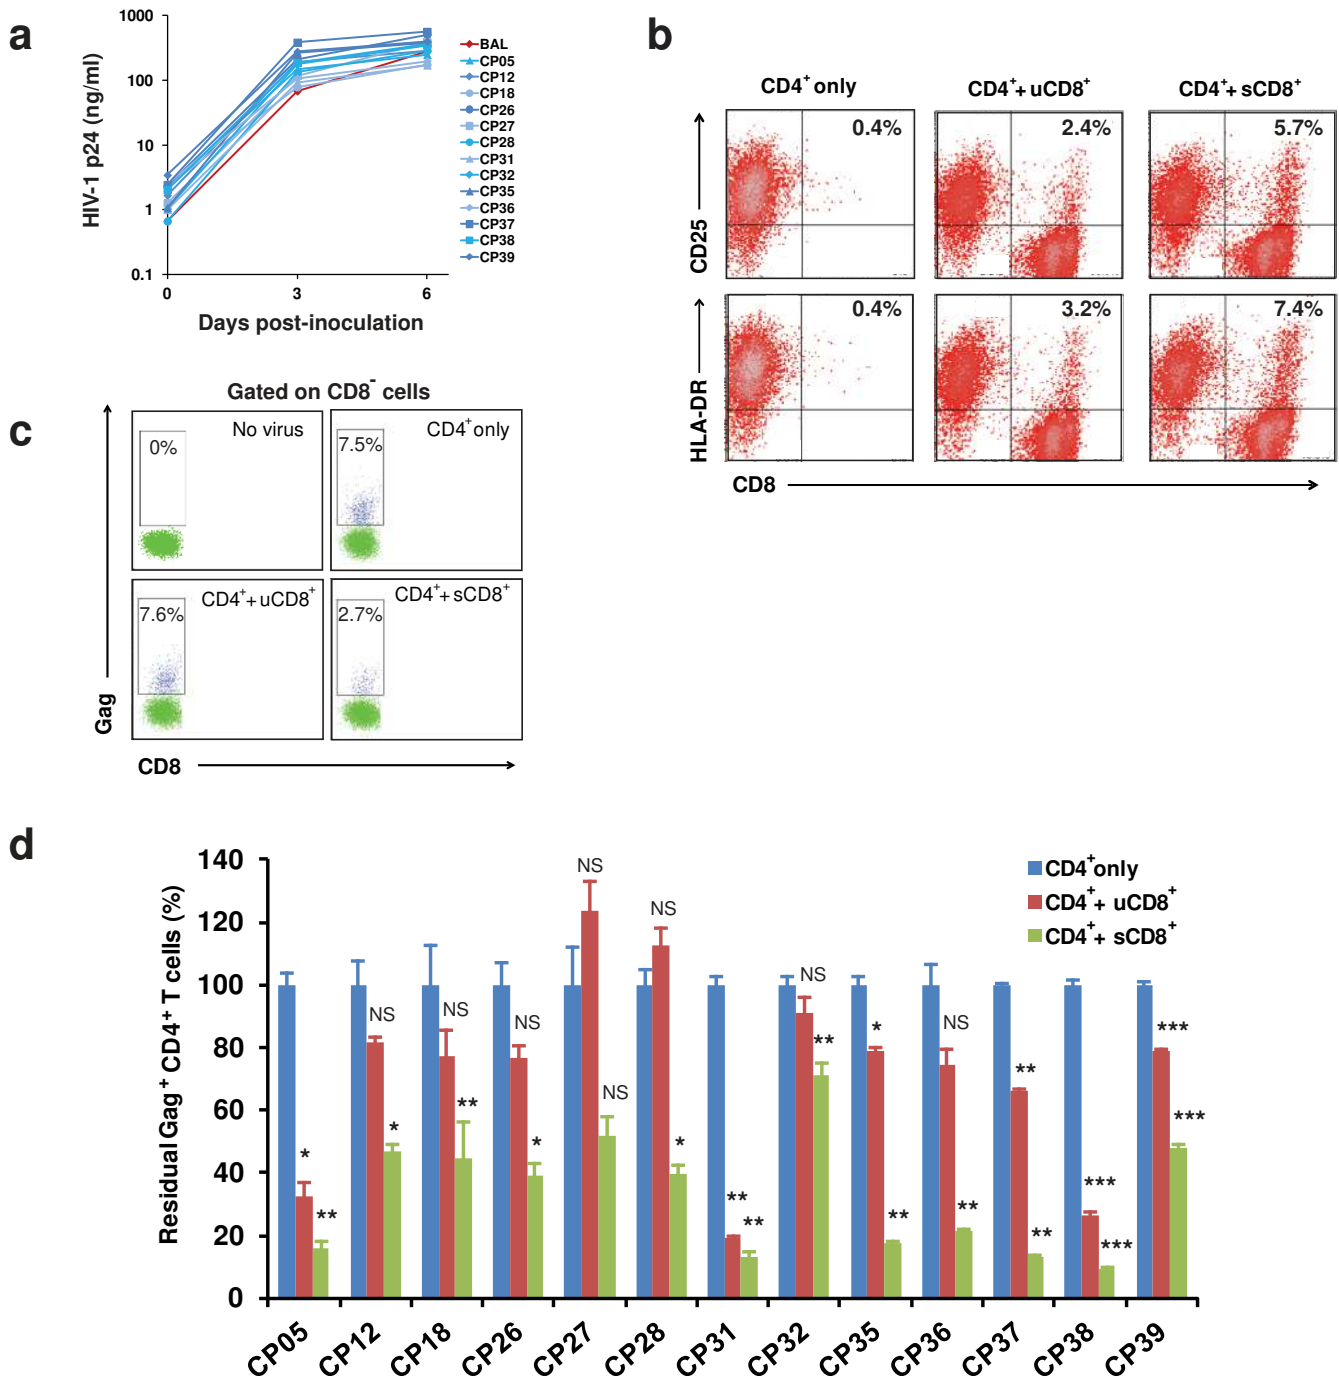 a
HIV-1 p24 (ng/ml)
1000
100
10
1
0.1
0
3
6
Days post-inoculation
BAL
CP05
CP12
CP18
CP26
CP27
CP28
CP31
CP32
CP35
CP36
CP37
CP38
CP39
b
CD4⁺ only
CD4⁺+ uCD8⁺
CD4⁺+ sCD8⁺
CD25
0.4%
2.4%
5.7%
HLA-DR
0.4%
3.2%
7.4%
CD8
c
Gated on CD8⁻ cells
No virus
0%
CD4⁺ only
7.5%
CD4⁺+ uCD8⁺
7.6%
CD4⁺+ sCD8⁺
2.7%
Gag
CD8
d
Residual Gag⁺ CD4⁺ T cells (%)
140
120
100
80
60
40
20
0
CD4⁺only
CD4⁺+ uCD8⁺
CD4⁺+ sCD8⁺
*
**
NS
*
NS
**
NS
*
NS
NS
NS
*
**
**
NS
**
*
**
NS
**
**
**
***
***
***
***
CP05
CP12
CP18
CP26
CP27
CP28
CP31
CP32
CP35
CP36
CP37
CP38
CP39